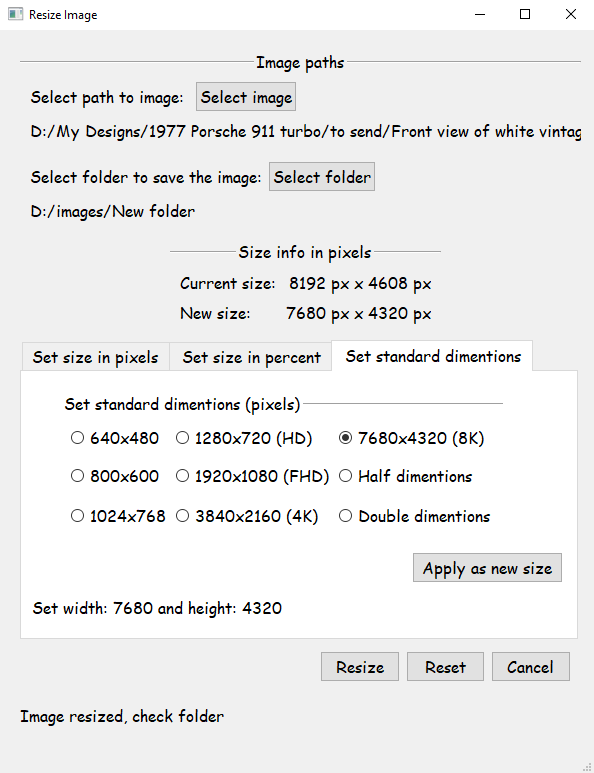 Resize Image
Image paths
Select path to image: Select image
D:/My Designs/1977 Porsche 911 turbo/to send/Front view of white vintag
Select folder to save the image: Select folder
D:/images/New folder
Size info in pixels
Current size: 8192 px x 4608 px
New size: 7680 px x 4320 px
Set size in pixels Set size in percent Set standard dimentions
Set standard dimentions (pixels)
640x480 1280x720 (HD) 7680x4320 (8K)
800x600 1920x1080 (FHD) Half dimentions
1024x768 3840x2160 (4K) Double dimentions
Apply as new size
Set width: 7680 and height: 4320
Resize Reset Cancel
Image resized, check folder